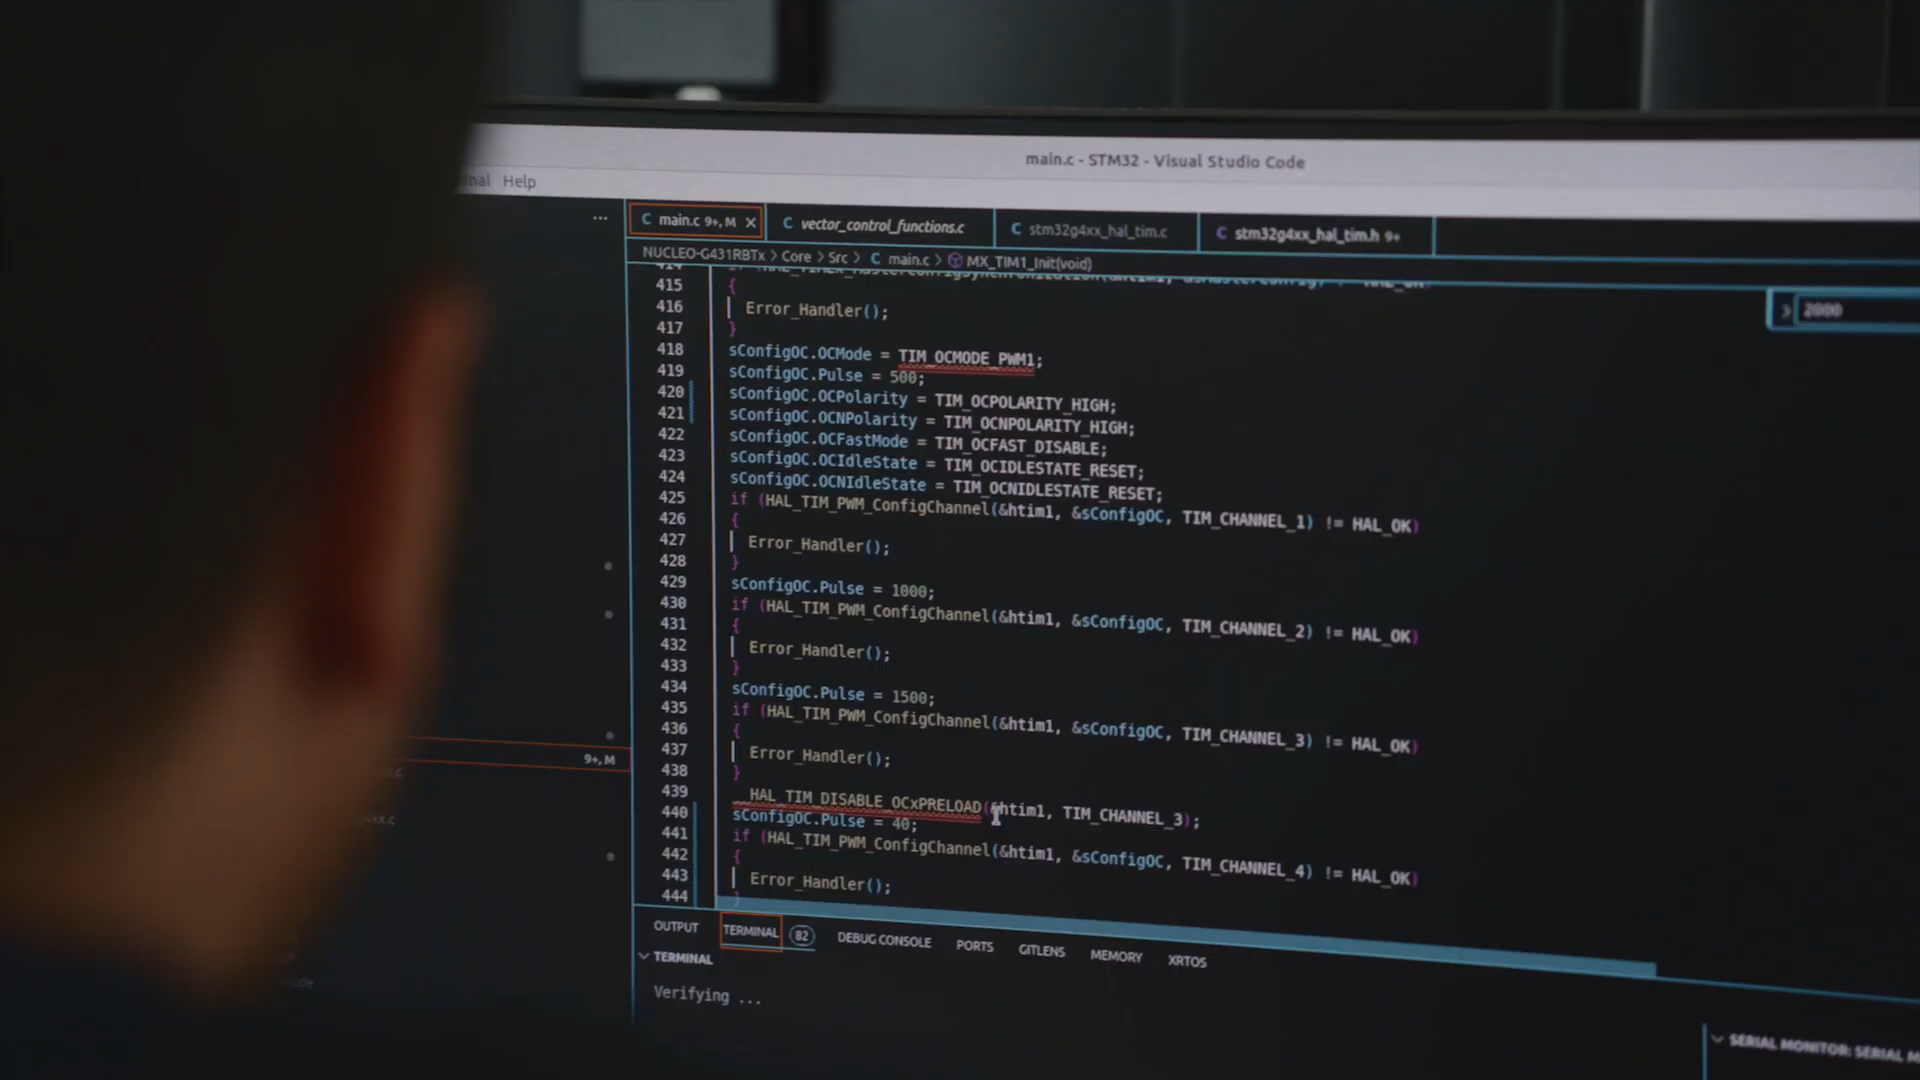 main.c - STM32 - Visual Studio Code
Help
main.c 9+, M vector_control_functions.c stm32g4xx_hal_tim.c stm32g4xx_hal_tim.h 9+
NUCLEO-G431RBTx > Core > Src > main.c > MX_TIM1_Init(void)
2000
415 {
416 Error_Handler();
417 }
418 sConfigOC.OCMode = TIM_OCMODE_PWM1;
419 sConfigOC.Pulse = 500;
420 sConfigOC.OCPolarity = TIM_OCPOLARITY_HIGH;
421 sConfigOC.OCNPolarity = TIM_OCNPOLARITY_HIGH;
422 sConfigOC.OCFastMode = TIM_OCFAST_DISABLE;
423 sConfigOC.OCIdleState = TIM_OCIDLESTATE_RESET;
424 sConfigOC.OCNIdleState = TIM_OCNIDLESTATE_RESET;
425 if (HAL_TIM_PWM_ConfigChannel(&htim1, &sConfigOC, TIM_CHANNEL_1) != HAL_OK)
426 {
427 Error_Handler();
428 }
429 sConfigOC.Pulse = 1000;
430 if (HAL_TIM_PWM_ConfigChannel(&htim1, &sConfigOC, TIM_CHANNEL_2) != HAL_OK)
431 {
432 Error_Handler();
433 }
434 sConfigOC.Pulse = 1500;
435 if (HAL_TIM_PWM_ConfigChannel(&htim1, &sConfigOC, TIM_CHANNEL_3) != HAL_OK)
436 {
437 Error_Handler();
438 }
439 __HAL_TIM_DISABLE_OCxPRELOAD(&htim1, TIM_CHANNEL_3);
440 sConfigOC.Pulse = 40;
441 if (HAL_TIM_PWM_ConfigChannel(&htim1, &sConfigOC, TIM_CHANNEL_4) != HAL_OK)
442 {
443 Error_Handler();
444 }
9+, M
OUTPUT TERMINAL 82 DEBUG CONSOLE PORTS GITLENS MEMORY XRTOS
TERMINAL
Verifying ...
SERIAL MONITOR: SERIAL